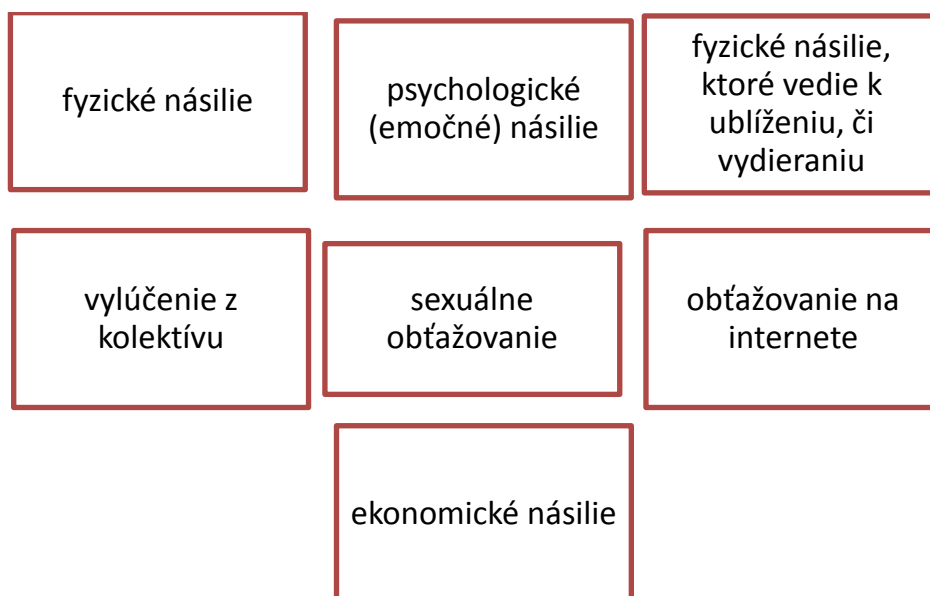 fyzické násilie
psychologické
(emočné) násilie
fyzické násilie,
ktoré vedie k
ublíženiu, či
vydieraniu
vylúčenie z
kolektívu
sexuálne
obťažovanie
obťažovanie na
internete
ekonomické násilie